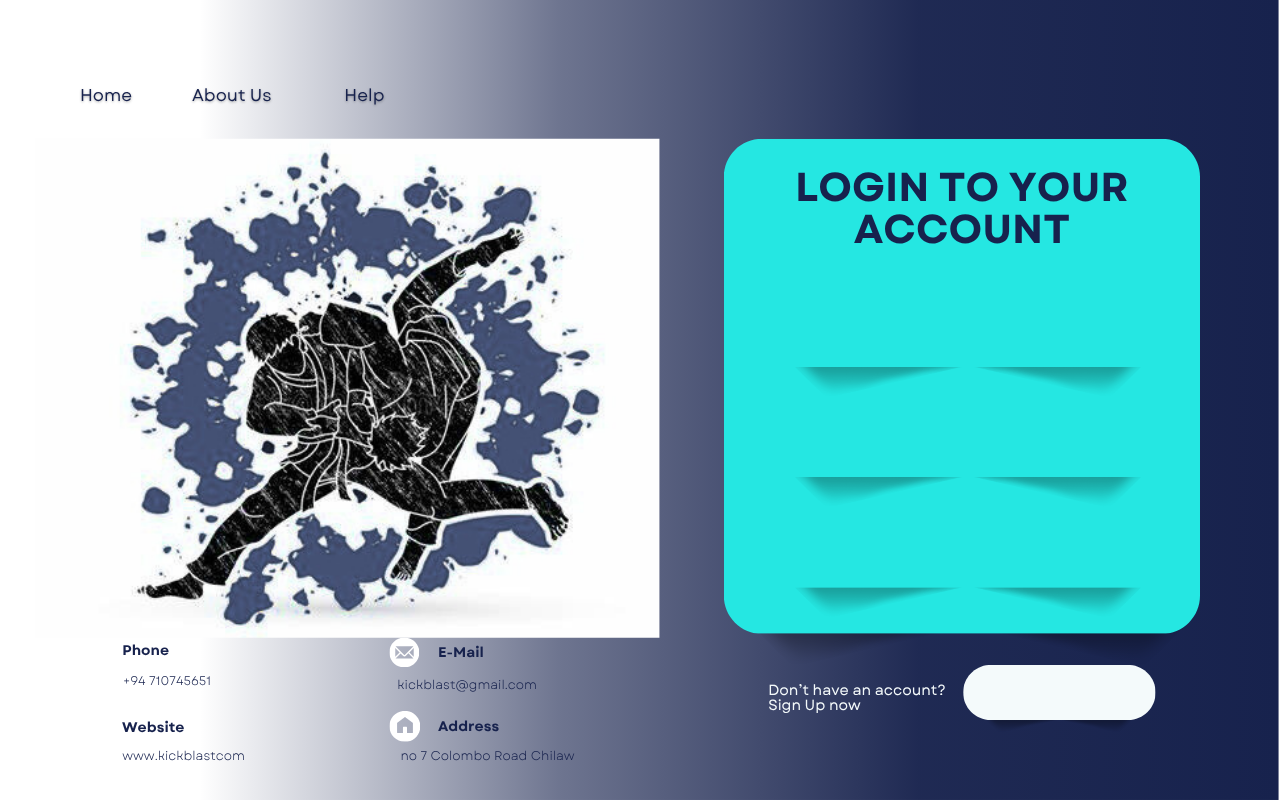 Home About Us Help
LOGIN TO YOUR
ACCOUNT
Phone
+94 710745651
E-Mail
kickblast@gmail.com
Website
www.kickblastcom
Address
no 7 Colombo Road Chilaw
Don't have an account?
Sign Up now